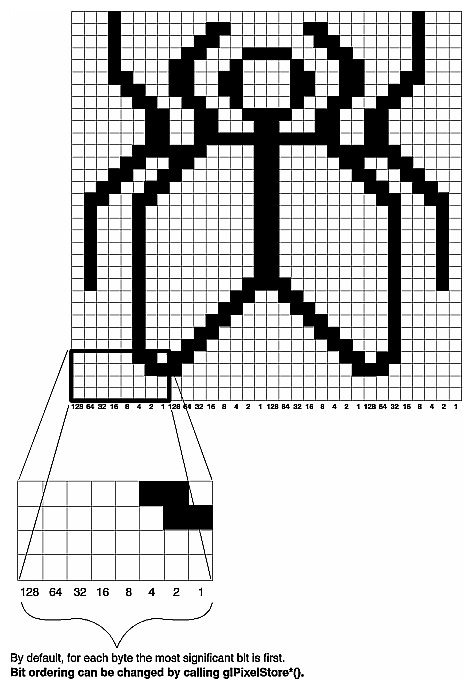 128 64 32 16 8 4 2 1 128 64 32 16 8 4 2 1 128 64 32 16 8 4 2 1 128 64 32 16 8 4 2 1
128 64 32 16 8 4 2 1
By default, for each byte the most significant bit is first.
Bit ordering can be changed by calling glPixelStore*().